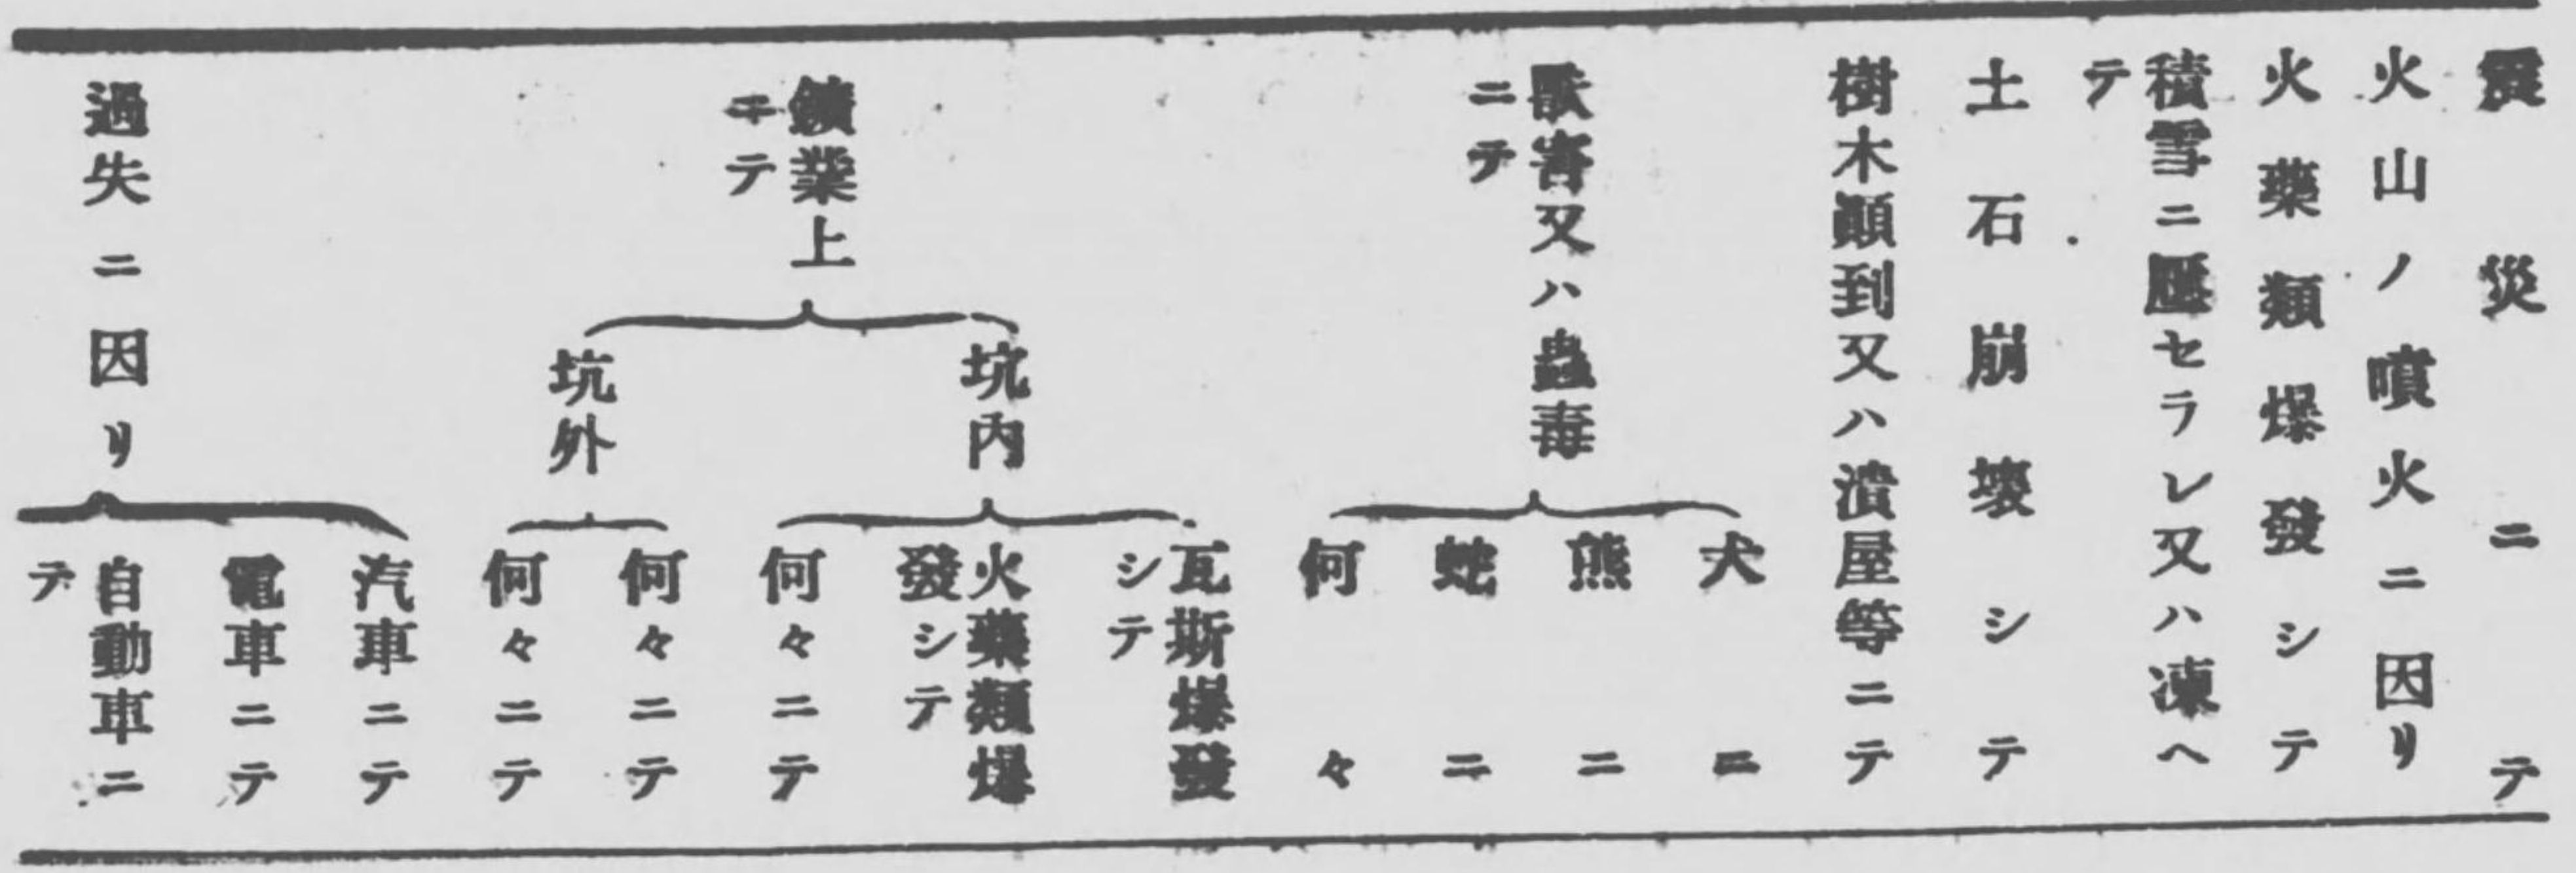 震災ニテ
火山ノ噴火ニ因リ
火藥類爆發シテ
積雪ニ壓セラレ又ハ凍ヘ
テ
土石崩壞シテ
樹木顚到又ハ潰屋等ニテ
獸害又ハ蟲毒
ニテ
犬ニ
熊ニ
蛇ニ
何々
鑛業上
ニテ
坑內
瓦斯爆發
シテ
火藥類爆
發シテ
何々ニテ
坑外
何々ニテ
何々ニテ
過失ニ因リ
汽車ニテ
電車ニテ
自動車ニ
テ